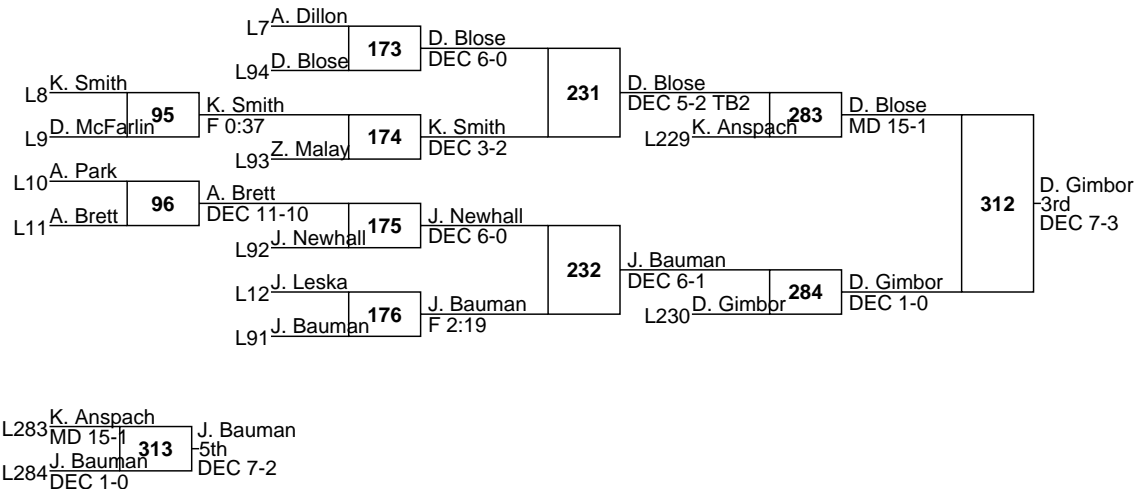 L7 A. Dillon
173
D. Blose
DEC 6-0
L94 D. Blose
231
D. Blose
DEC 5-2 TB2
L8 K. Smith
95
K. Smith
F 0:37
L9 D. McFarlin
174
K. Smith
DEC 3-2
L93 Z. Malay
283
D. Blose
MD 15-1
L229 K. Anspach
L10 A. Park
96
A. Brett
DEC 11-10
L11 A. Brett
175
J. Newhall
DEC 6-0
L92 J. Newhall
312
D. Gimbor
3rd
DEC 7-3
232
J. Bauman
DEC 6-1
L12 J. Leska
176
J. Bauman
F 2:19
L91 J. Bauman
284
D. Gimbor
DEC 1-0
L230 D. Gimbor
L283 K. Anspach
MD 15-1
313
J. Bauman
5th
DEC 7-2
L284 J. Bauman
DEC 1-0